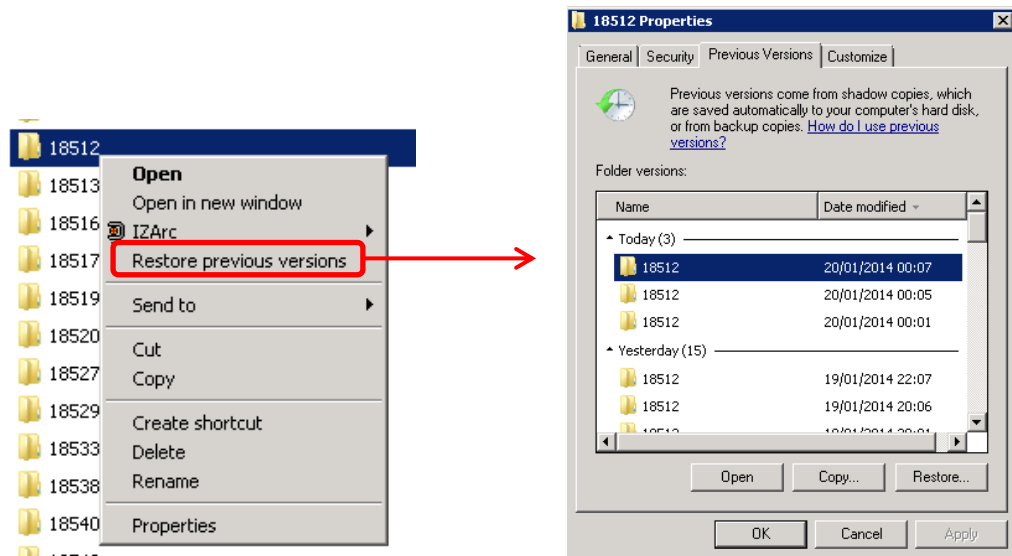 18512
18513
18516
18517
18519
18520
18527
18529
18533
18538
18540
Open
Open in new window
IZArc
Restore previous versions
Send to
Cut
Copy
Create shortcut
Delete
Rename
Properties
18512 Properties
General
Security
Previous Versions
Customize
Previous versions come from shadow copies, which
are saved automatically to your computer's hard disk,
or from backup copies. How do I use previous
versions?
Folder versions:
Name Date modified
Today (3)
18512 20/01/2014 00:07
18512 20/01/2014 00:05
18512 20/01/2014 00:01
Yesterday (15)
18512 19/01/2014 22:07
18512 19/01/2014 20:06
Open
Copy...
Restore...
OK
Cancel
Apply